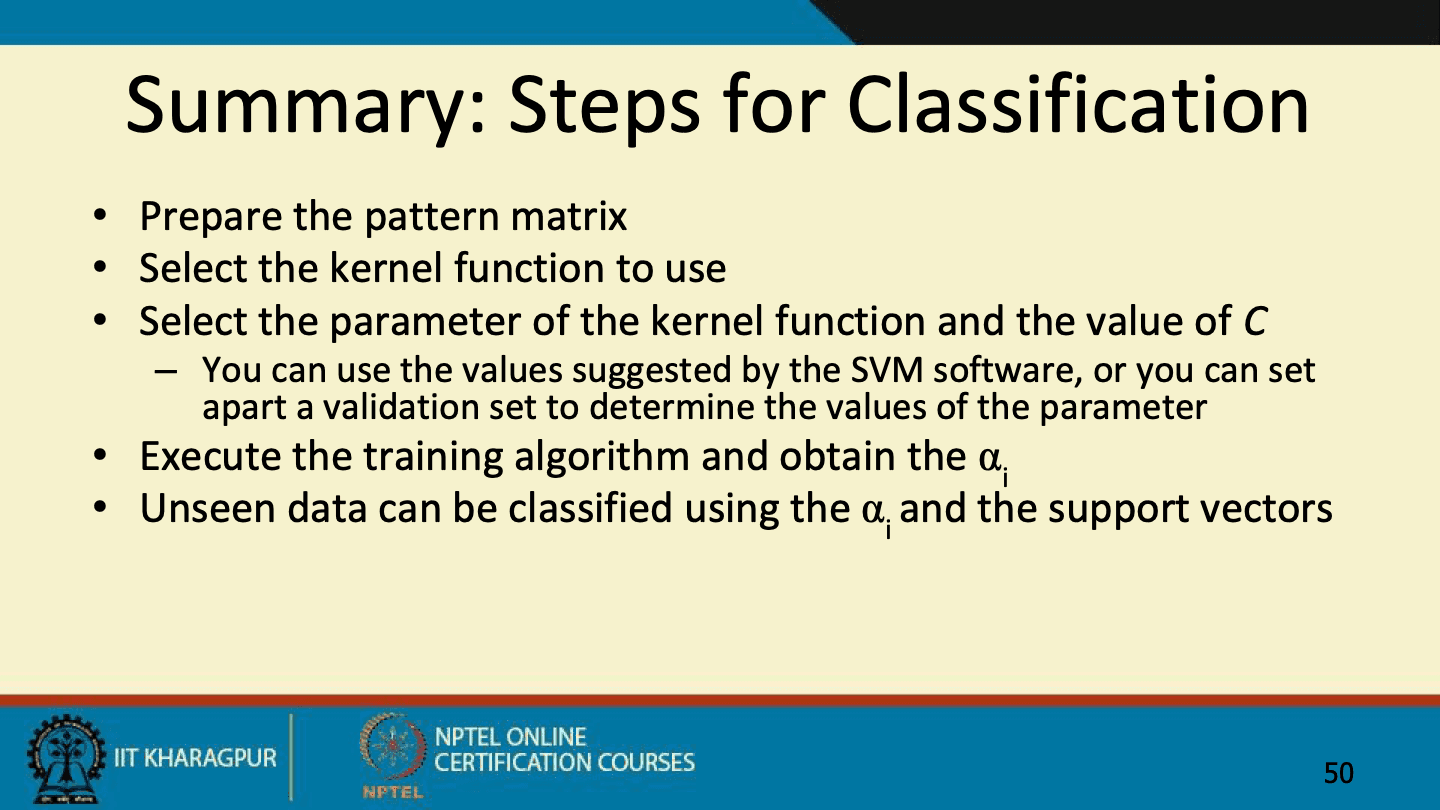 Summary: Steps for Classification
• Prepare the pattern matrix
• Select the kernel function to use
• Select the parameter of the kernel function and the value of C
– You can use the values suggested by the SVM software, or you can set
apart a validation set to determine the values of the parameter
• Execute the training algorithm and obtain the αi
• Unseen data can be classified using the αi and the support vectors
IIT KHARAGPUR
NPTEL
NPTEL ONLINE
CERTIFICATION COURSES
50